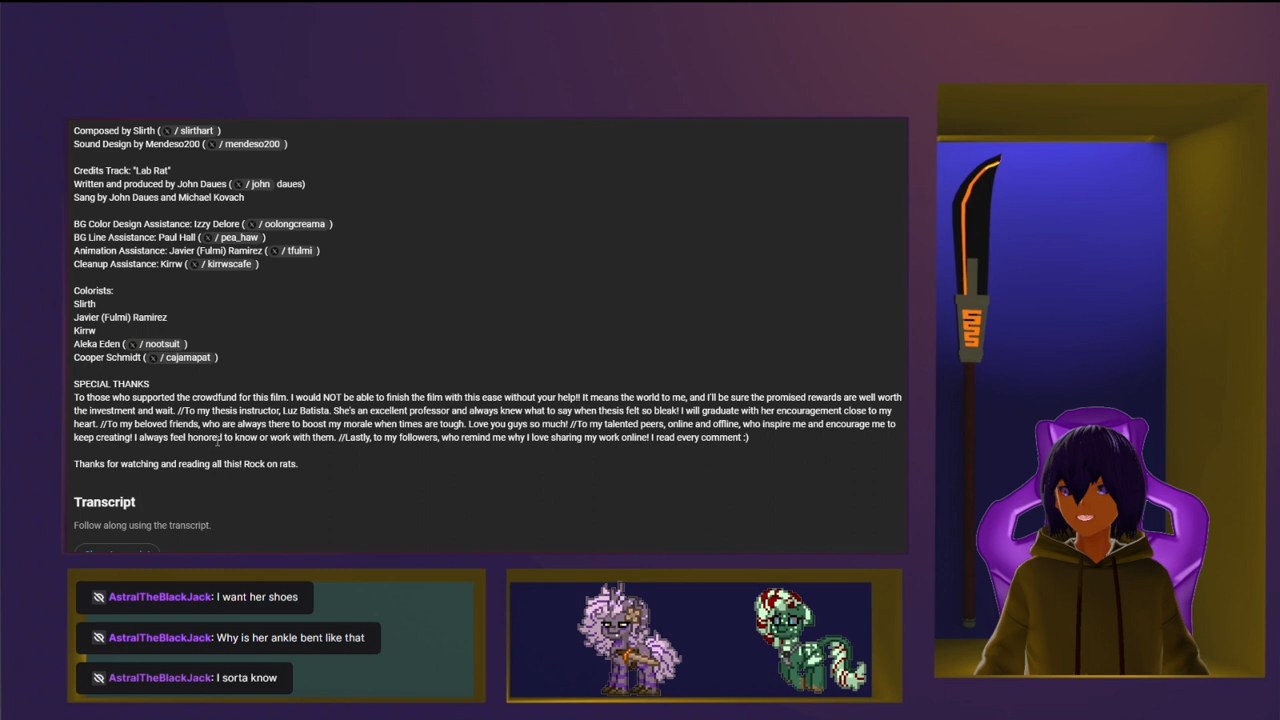 Composed by Slirth ( X / slirthart )
Sound Design by Mendeso200 ( X / mendeso200 )
Credits Track: "Lab Rat"
Written and produced by John Daues ( X / john daues)
Sang by John Daues and Michael Kovach
BG Color Design Assistance: Izzy Delore ( X / oolongcreama )
BG Line Assistance: Paul Hall ( X / pea_haw )
Animation Assistance: Javier (Fulmi) Ramirez ( X / tfulmi )
Cleanup Assistance: Kirrw ( X / kirrwscafe )
Colorists:
Slirth
Javier (Fulmi) Ramirez
Kirrw
Aleka Eden ( X / nootsuit )
Cooper Schmidt ( X / cajamapat )
SPECIAL THANKS
To those who supported the crowdfund for this film. I would NOT be able to finish the film with this ease without your help!! It means the world to me, and I'll be sure the promised rewards are well worth
the investment and wait. //To my thesis instructor, Luz Batista. She's an excellent professor and always knew what to say when thesis felt so bleak! I will graduate with her encouragement close to my
heart. //To my beloved friends, who are always there to boost my morale when times are tough. Love you guys so much! //To my talented peers, online and offline, who inspire me and encourage me to
keep creating! I always feel honored to know or work with them. //Lastly, to my followers, who remind me why I love sharing my work online! I read every comment :)
Thanks for watching and reading all this! Rock on rats.
Transcript
Follow along using the transcript.
AstralTheBlackJack: I want her shoes
AstralTheBlackJack: Why is her ankle bent like that
AstralTheBlackJack: I sorta know